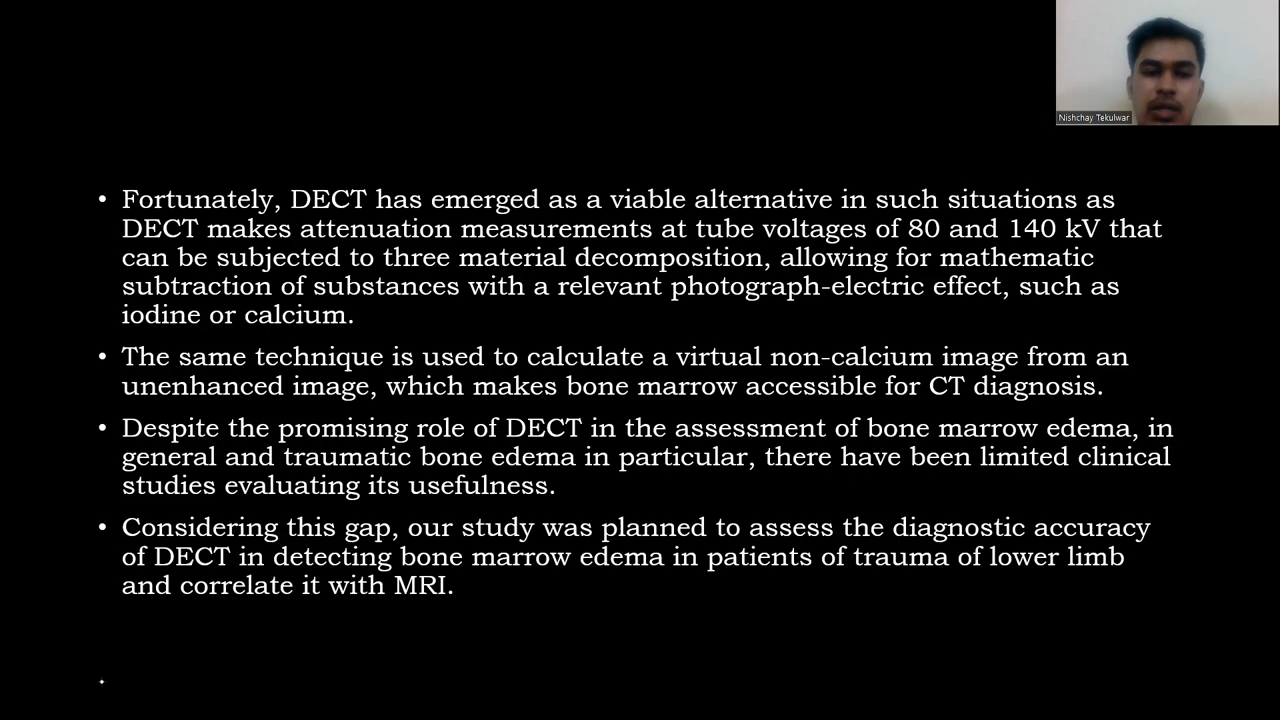 Nishchay Tekulwar
• Fortunately, DECT has emerged as a viable alternative in such situations as
DECT makes attenuation measurements at tube voltages of 80 and 140 kV that
can be subjected to three material decomposition, allowing for mathematic
subtraction of substances with a relevant photograph-electric effect, such as
iodine or calcium.
• The same technique is used to calculate a virtual non-calcium image from an
unenhanced image, which makes bone marrow accessible for CT diagnosis.
• Despite the promising role of DECT in the assessment of bone marrow edema, in
general and traumatic bone edema in particular, there have been limited clinical
studies evaluating its usefulness.
• Considering this gap, our study was planned to assess the diagnostic accuracy
of DECT in detecting bone marrow edema in patients of trauma of lower limb
and correlate it with MRI.
.